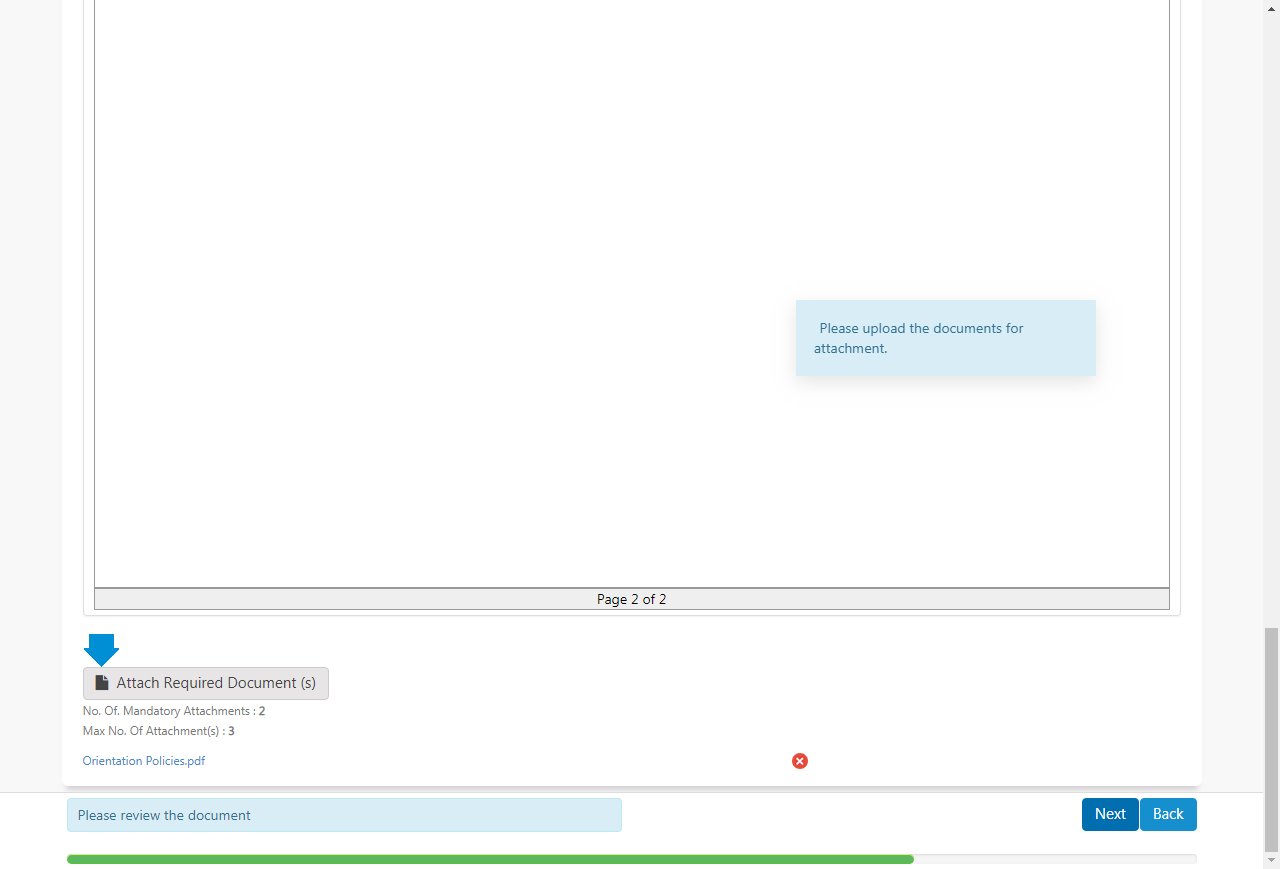 Please upload the documents for
attachment.
Page 2 of 2
Attach Required Document (s)
No. Of. Mandatory Attachments : 2
Max No. Of Attachment(s) : 3
Orientation Policies.pdf
Please review the document
Next
Back